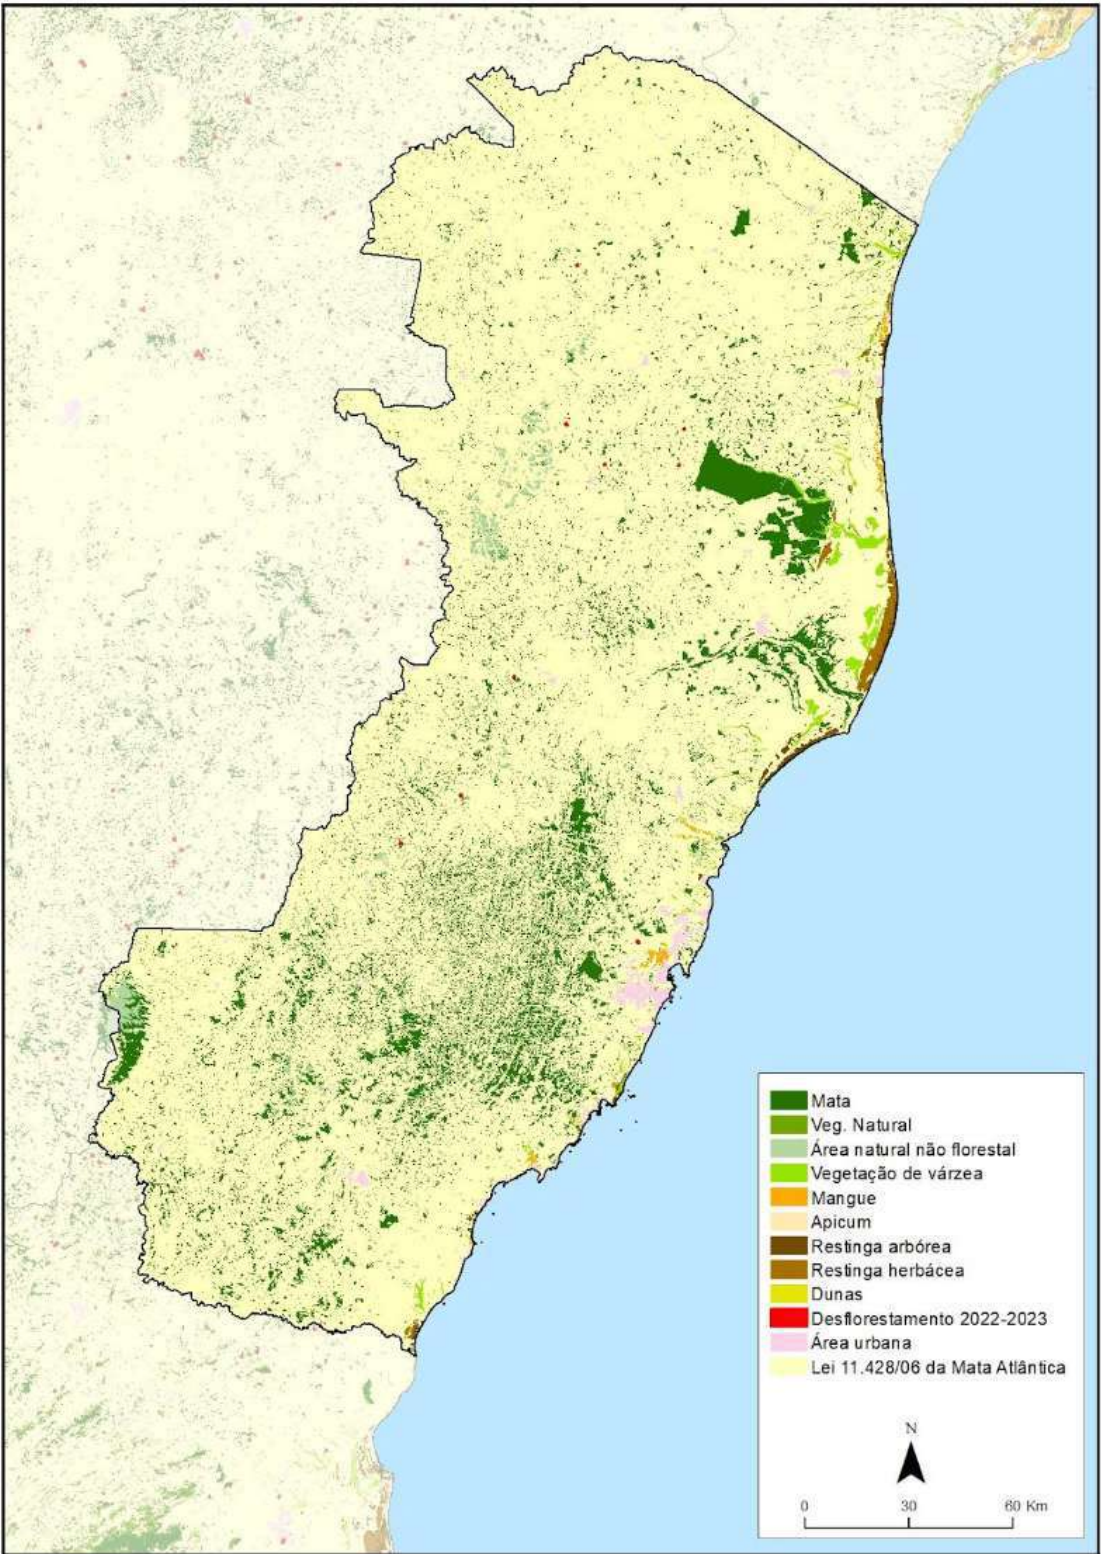 Mata
Veg. Natural
Área natural não florestal
Vegetação de várzea
Mangue
Apicum
Restinga arbórea
Restinga herbácea
Dunas
Desflorestamento 2022-2023
Área urbana
Lei 11.428/06 da Mata Atlântica
N
0 30 60 Km